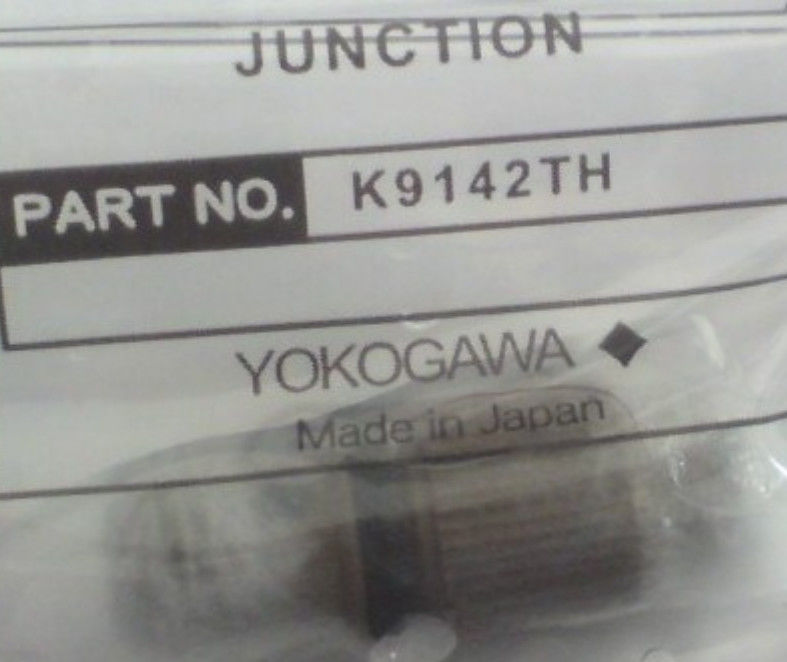 JUNCTION
PART NO. K9142TH
YOKOGAWA
Made in Japan